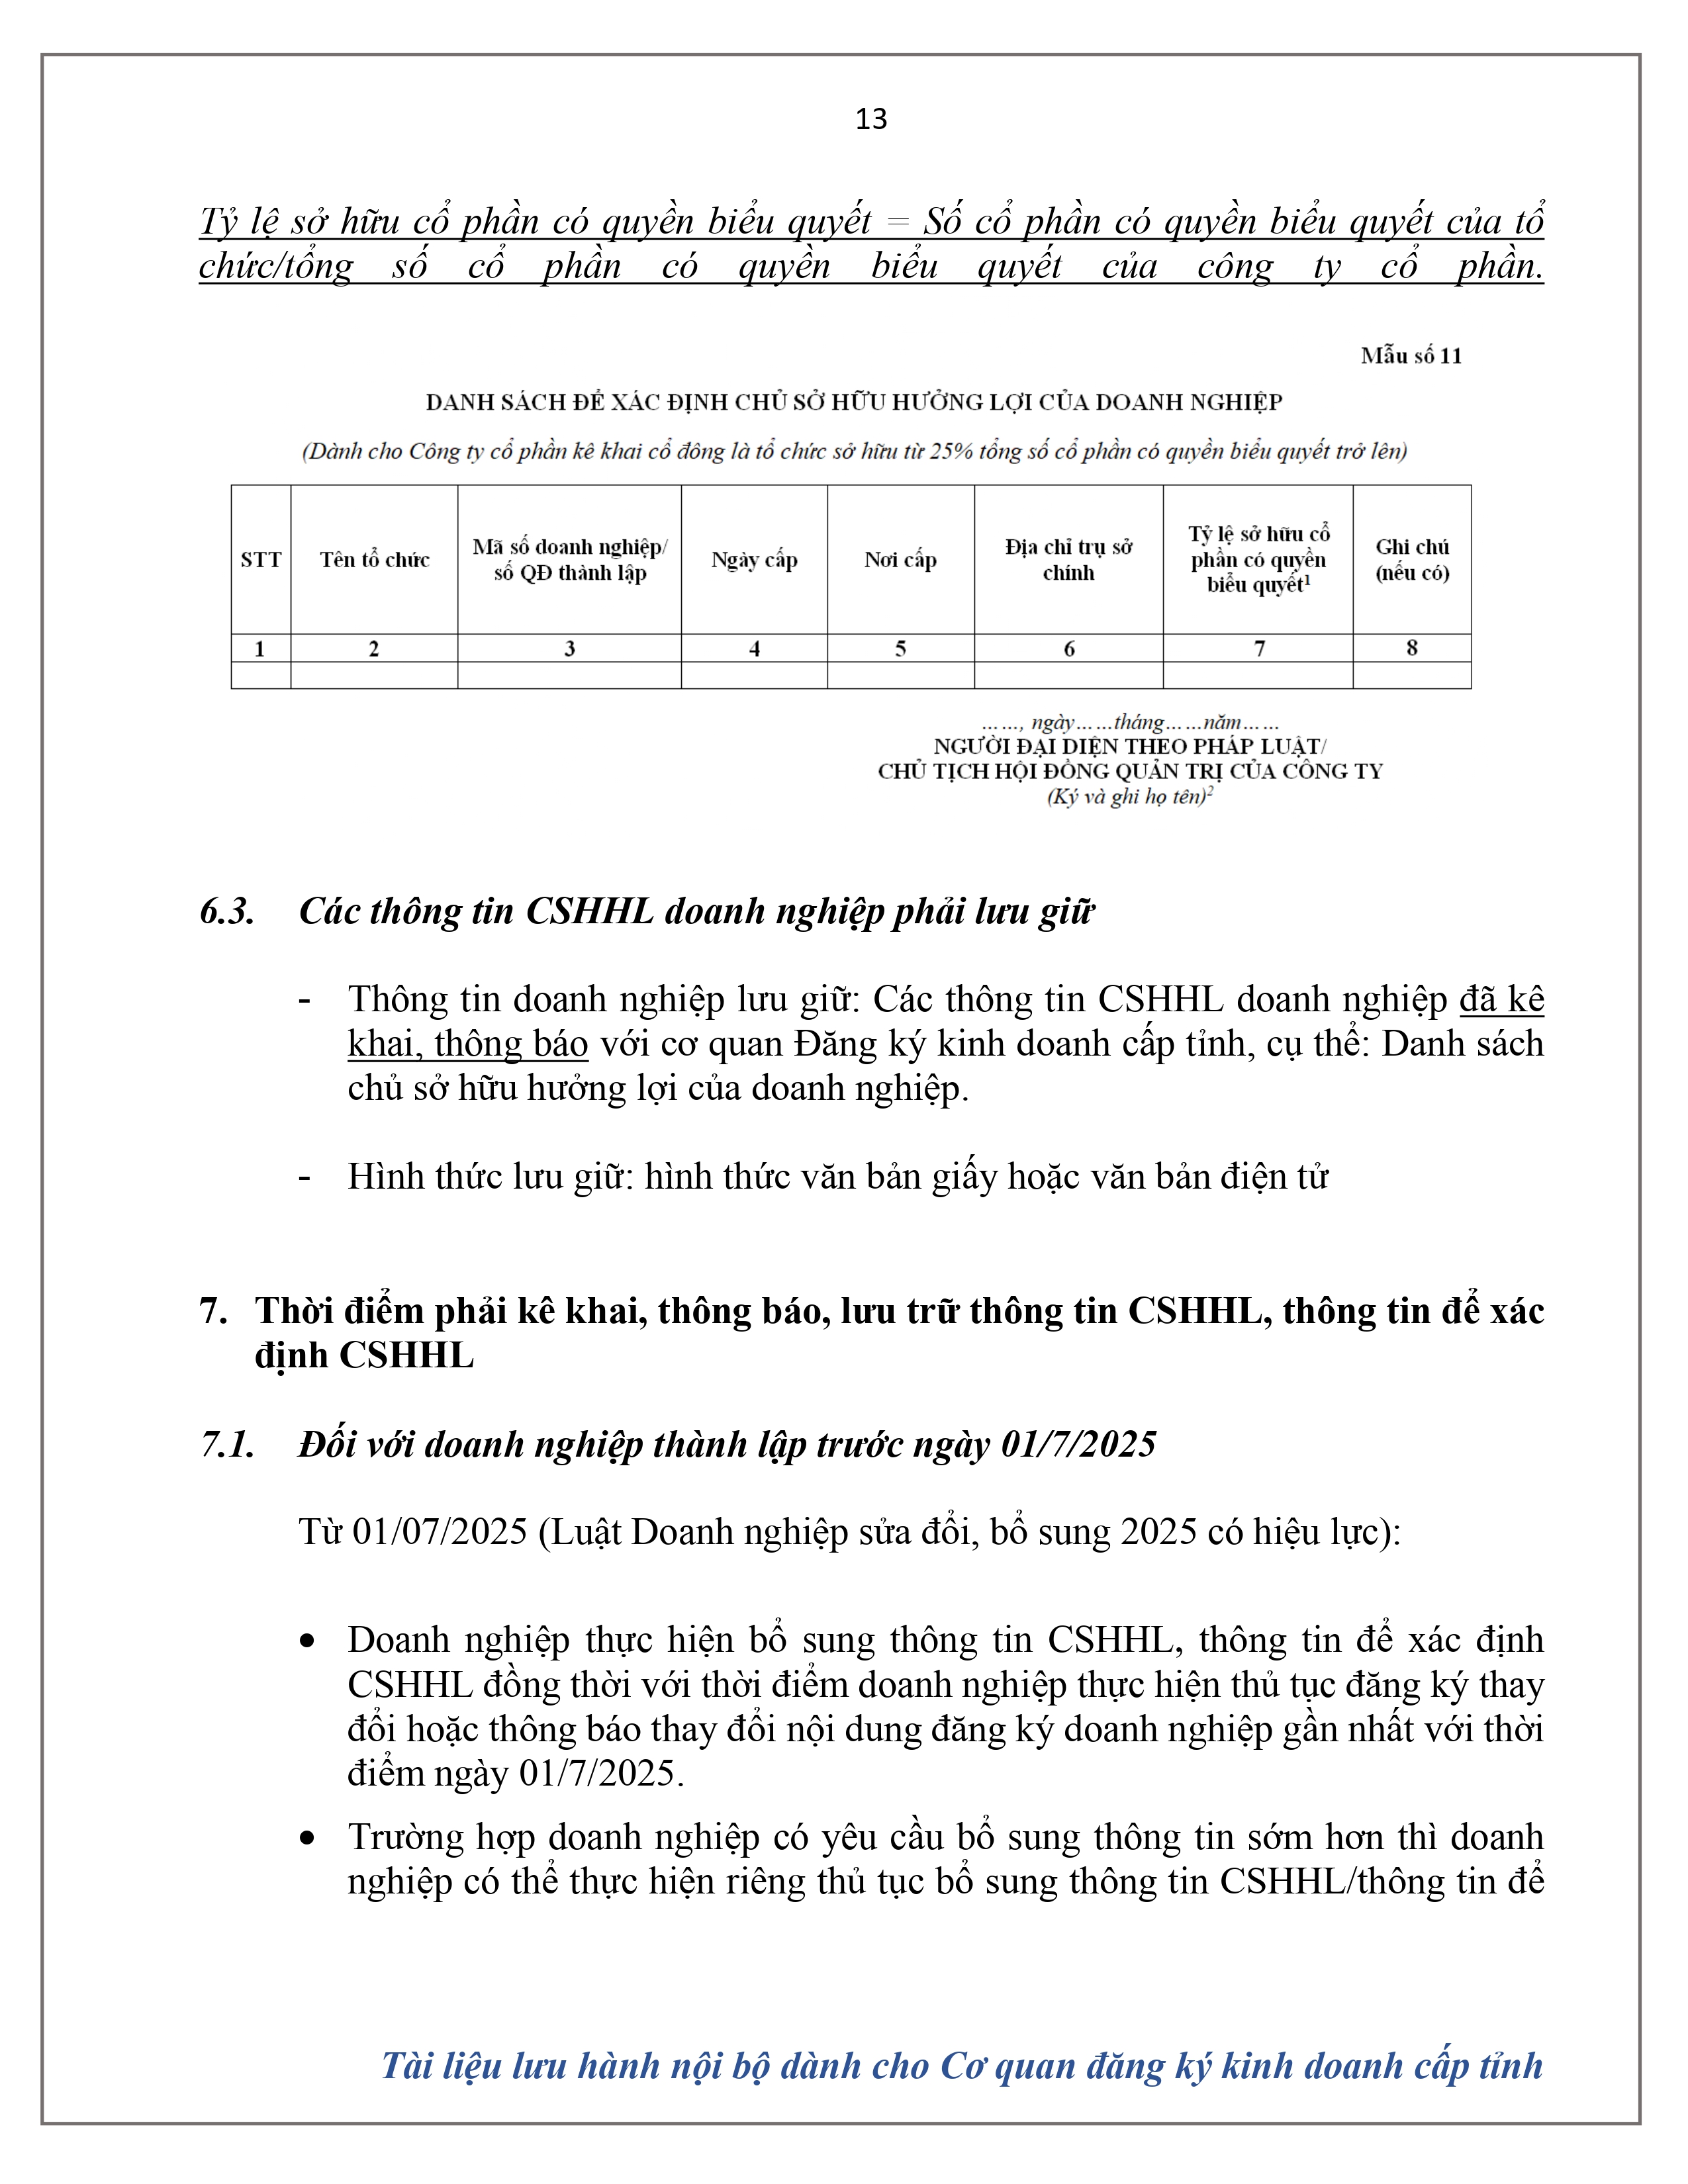 13
Tỷ lệ sở hữu cổ phần có quyền biểu quyết = Số cổ phần có quyền biểu quyết của tổ
chức/tổng số cổ phần có quyền biểu quyết của công ty cổ phần.
Mẫu số 11
DANH SÁCH ĐỂ XÁC ĐỊNH CHỦ SỞ HỮU HƯỞNG LỢI CỦA DOANH NGHIỆP
(Dành cho Công ty cổ phần kê khai cổ đông là tổ chức sở hữu từ 25% tổng số cổ phần có quyền biểu quyết trở lên)
STT
Tên tổ chức
Mã số doanh nghiệp/
số QĐ thành lập
Ngày cấp
Nơi cấp
Địa chỉ trụ sở
chính
Tỷ lệ sở hữu cổ
phần có quyền
biểu quyết¹
Ghi chú
(nếu có)
1 2 3 4 5 6 7 8
……, ngày……tháng……năm……
NGƯỜI ĐẠI DIỆN THEO PHÁP LUẬT/
CHỦ TỊCH HỘI ĐỒNG QUẢN TRỊ CỦA CÔNG TY
(Ký và ghi họ tên)²
6.3. Các thông tin CSHHL doanh nghiệp phải lưu giữ
- Thông tin doanh nghiệp lưu giữ: Các thông tin CSHHL doanh nghiệp đã kê
khai, thông báo với cơ quan Đăng ký kinh doanh cấp tỉnh, cụ thể: Danh sách
chủ sở hữu hưởng lợi của doanh nghiệp.
- Hình thức lưu giữ: hình thức văn bản giấy hoặc văn bản điện tử
7. Thời điểm phải kê khai, thông báo, lưu trữ thông tin CSHHL, thông tin để xác
định CSHHL
7.1. Đối với doanh nghiệp thành lập trước ngày 01/7/2025
Từ 01/07/2025 (Luật Doanh nghiệp sửa đổi, bổ sung 2025 có hiệu lực):
• Doanh nghiệp thực hiện bổ sung thông tin CSHHL, thông tin để xác định
CSHHL đồng thời với thời điểm doanh nghiệp thực hiện thủ tục đăng ký thay
đổi hoặc thông báo thay đổi nội dung đăng ký doanh nghiệp gần nhất với thời
điểm ngày 01/7/2025.
• Trường hợp doanh nghiệp có yêu cầu bổ sung thông tin sớm hơn thì doanh
nghiệp có thể thực hiện riêng thủ tục bổ sung thông tin CSHHL/thông tin để
Tài liệu lưu hành nội bộ dành cho Cơ quan đăng ký kinh doanh cấp tỉnh